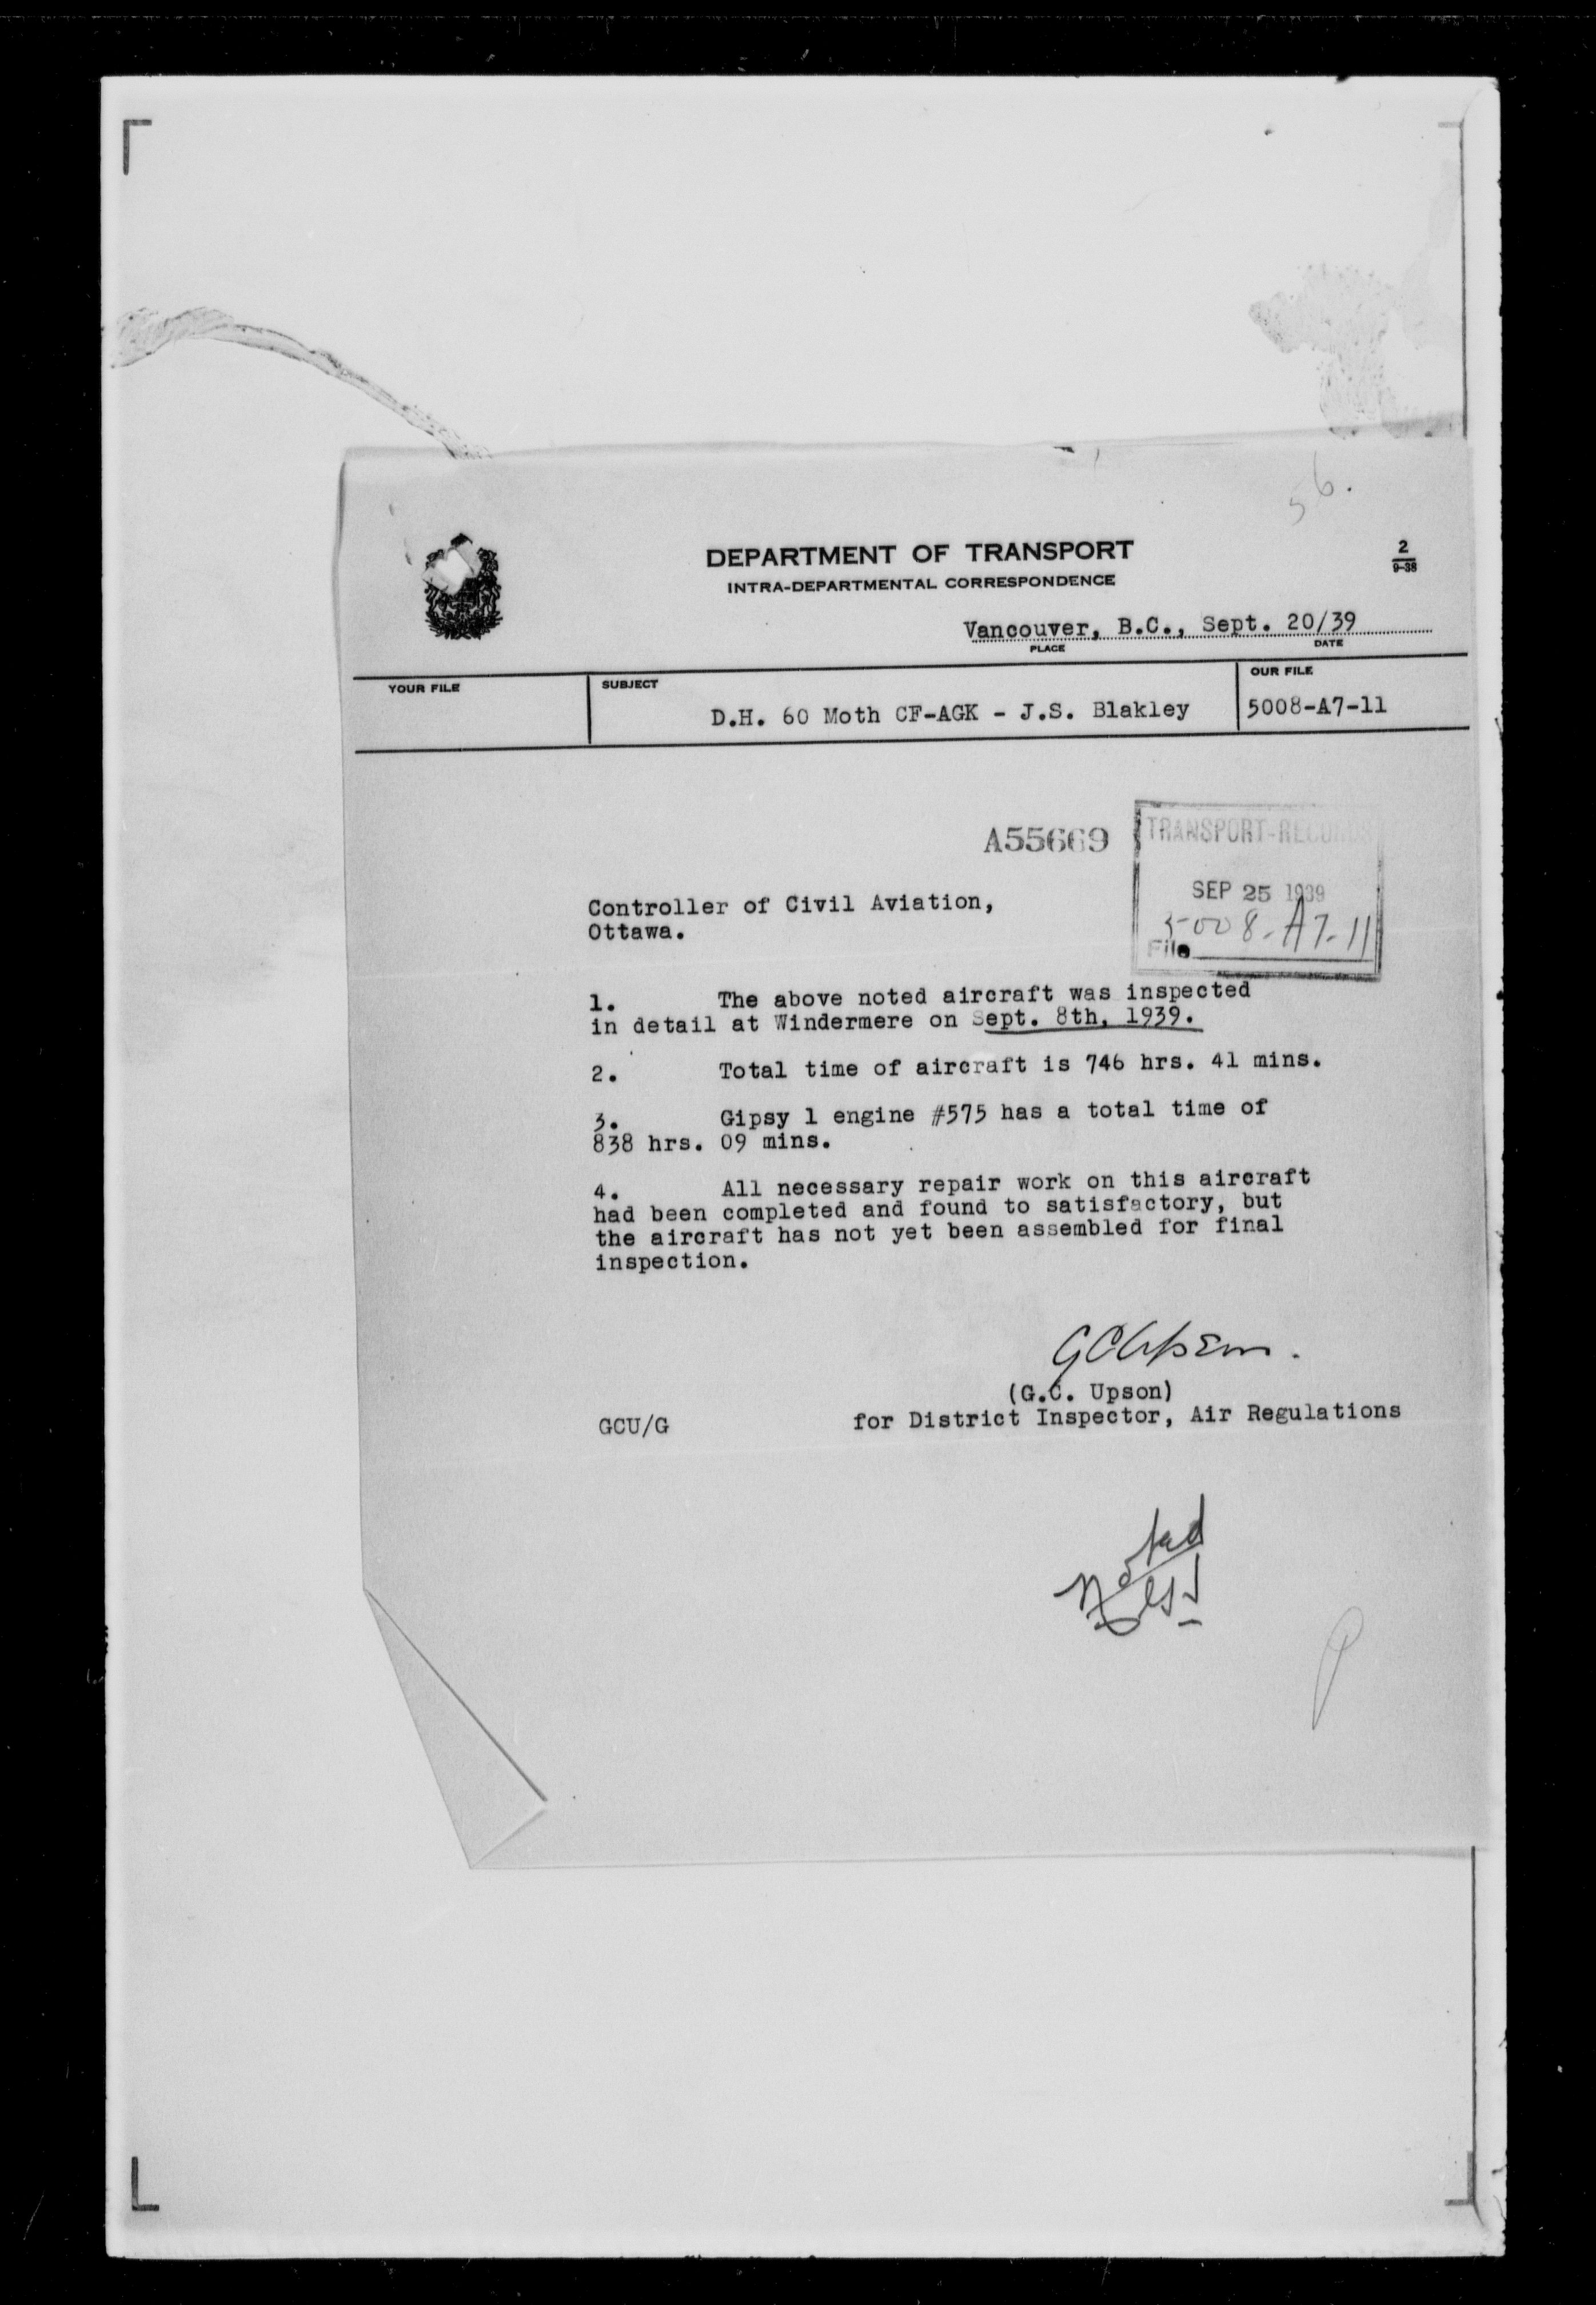 56.
DEPARTMENT OF TRANSPORT
INTRA-DEPARTMENTAL CORRESPONDENCE
2
9-38
Vancouver, B.C., Sept. 20/39
PLACE DATE
YOUR FILE SUBJECT OUR FILE
D.H. 60 Moth CF-AGK - J.S. Blakley 5008-A7-11
A55669
TRANSPORT-RECORDS
SEP 25 1939
5008-A7-11
File
Controller of Civil Aviation,
Ottawa.
1. The above noted aircraft was inspected
in detail at Windermere on Sept. 8th, 1939.
2. Total time of aircraft is 746 hrs. 41 mins.
3. Gipsy 1 engine #575 has a total time of
838 hrs. 09 mins.
4. All necessary repair work on this aircraft
had been completed and found to satisfactory, but
the aircraft has not yet been assembled for final
inspection.
GCUpson.
(G.C. Upson)
GCU/G for District Inspector, Air Regulations
Noted